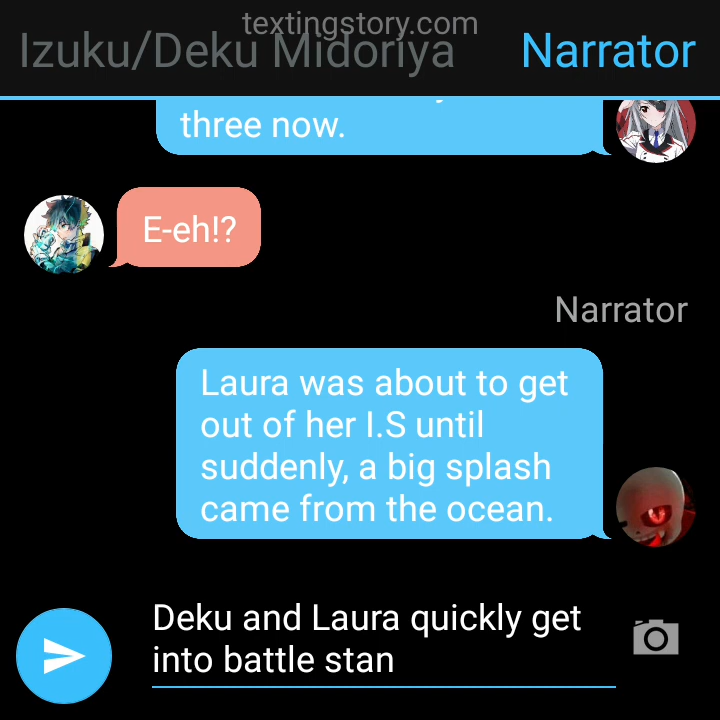 textingstory.com
Izuku/Deku Midoriya
Narrator
three now.
E-eh!?
Narrator
Laura was about to get
out of her I.S until
suddenly, a big splash
came from the ocean.
Deku and Laura quickly get
into battle stan